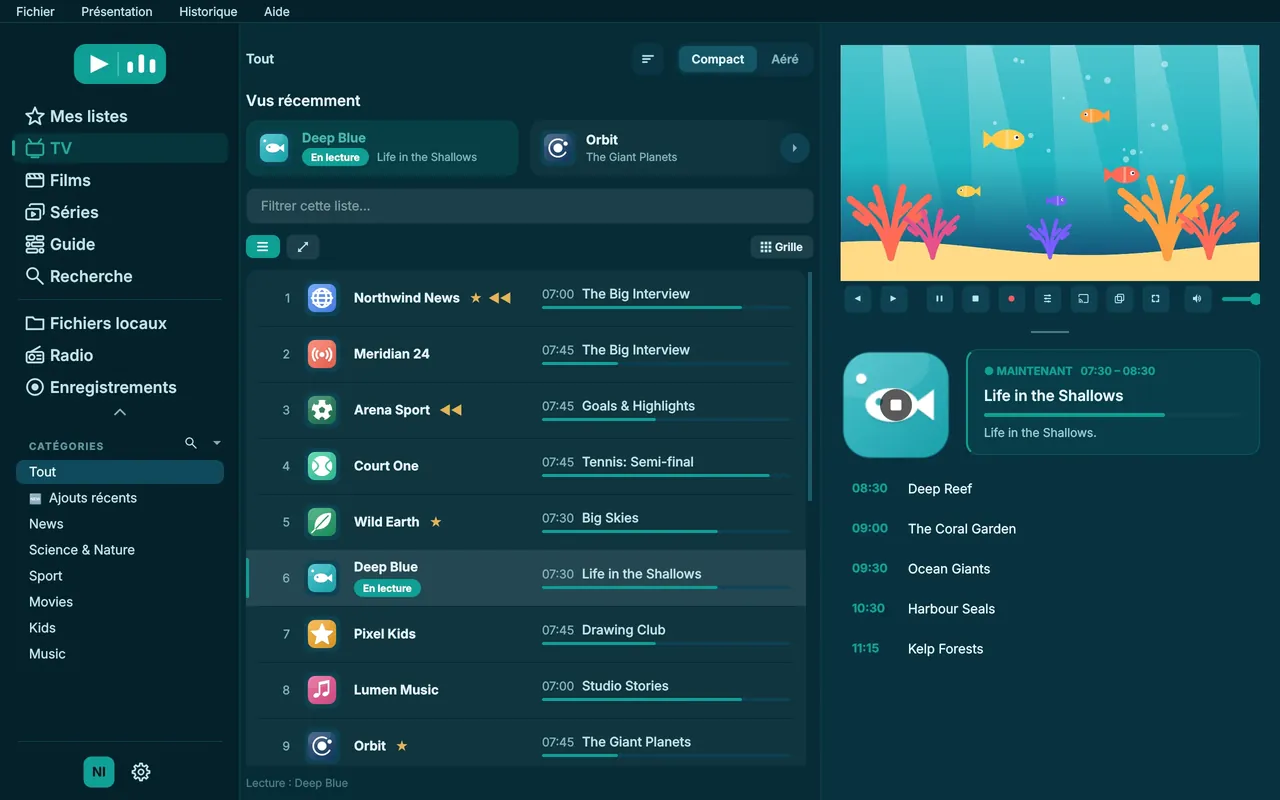 Fichier Présentation Historique Aide
Mes listes
TV
Films
Séries
Guide
Recherche
Fichiers locaux
Radio
Enregistrements
CATÉGORIES
Tout
Ajouts récents
News
Science & Nature
Sport
Movies
Kids
Music
NI
Tout
Compact Aéré
Vus récemment
Deep Blue
En lecture Life in the Shallows
Orbit
The Giant Planets
Filtrer cette liste...
Grille
1 Northwind News 07:00 The Big Interview
2 Meridian 24 07:45 The Big Interview
3 Arena Sport 07:45 Goals & Highlights
4 Court One 07:45 Tennis: Semi-final
5 Wild Earth 07:30 Big Skies
6 Deep Blue 07:30 Life in the Shallows
En lecture
7 Pixel Kids 07:45 Drawing Club
8 Lumen Music 07:00 Studio Stories
9 Orbit 07:45 The Giant Planets
Lecture : Deep Blue
MAINTENANT 07:30 – 08:30
Life in the Shallows
Life in the Shallows.
08:30 Deep Reef
09:00 The Coral Garden
09:30 Ocean Giants
10:30 Harbour Seals
11:15 Kelp Forests